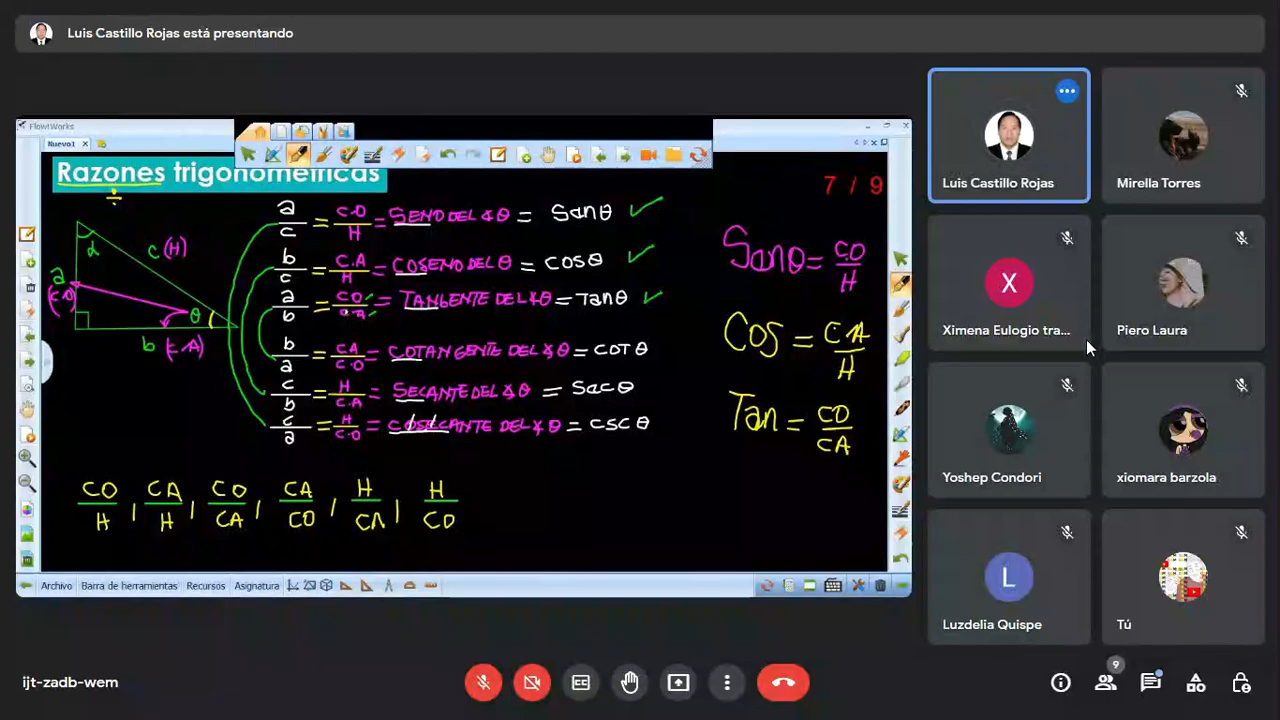 Luis Castillo Rojas está presentando
FlowWorks
Nuevo1
Razones trigonométricas
7 / 9
a/c = C.O/H = SENO DEL ∢ θ = Senθ ✓
b/c = C.A/H = COSENO DEL ∢ θ = COSθ ✓
a/b = CO/CA = TANGENTE DEL ∢ θ = Tanθ ✓
b/a = CA/C.O = COTANGENTE DEL ∢ θ = COTθ
c/b = H/C.A = SECANTE DEL ∢ θ = Secθ
c/a = H/C.O = COSECANTE DEL ∢ θ = CSCθ
÷
α
c (H)
a
(C.O)
θ
b (C.A)
Senθ = CO/H
Cos = CA/H
Tan = CO/CA
CO/H , CA/H , CO/CA , CA/CO , H/CA , H/CO
Archivo Barra de herramientas Recursos Asignatura
Luis Castillo Rojas
Mirella Torres
X
Ximena Eulogio tra...
Piero Laura
Yoshep Condori
xiomara barzola
L
Luzdelia Quispe
Tú
ijt-zadb-wem
CC
9